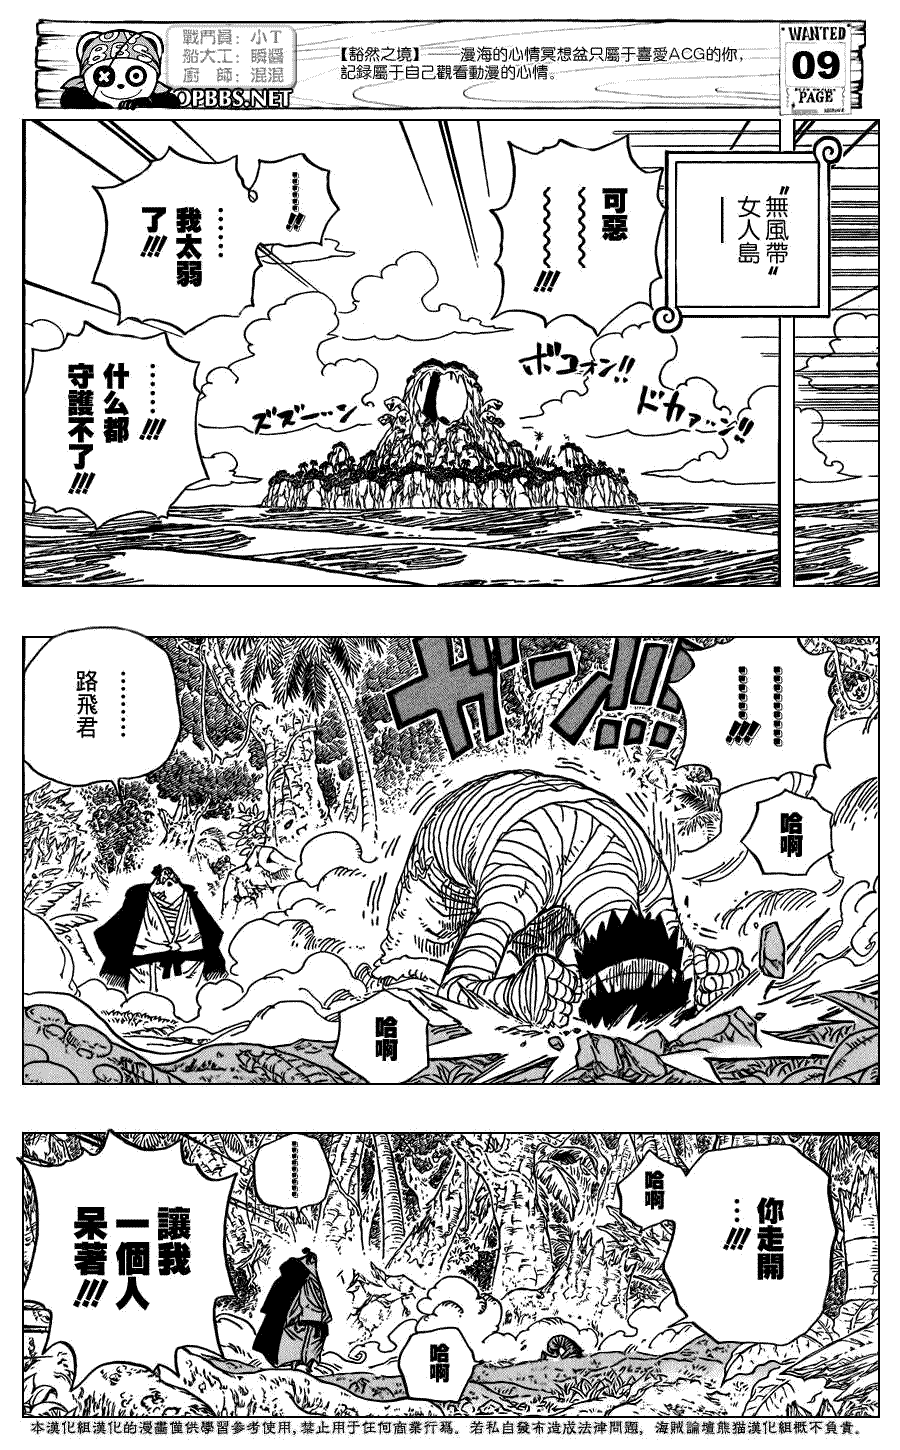 戰鬥員：小T
船大工：瞬醬
廚　師：混混
OPBBS.NET
【豁然之境】——漫海的心情冥想盆只屬于喜愛ACG的你，
記録屬于自己觀看動漫的心情。
WANTED
09
PAGE
"無風帶"
女人島
——
可惡
～～～～
～～～～!!!
……!!
……
我太弱
了!!!
ボコォン!!
ドカァァン!!
ズズーーン
……!!!
什么都
守護不了!!!
………
………!!!
ガーン!!!
………
路飛君
哈啊
哈啊
你走開
…!!!
哈啊
………
讓我
一個人
呆著!!!
哈啊
本漢化組漢化的漫畫僅供學習參考使用,禁止用于任何商業行爲。若私自發布造成法律問題，海賊論壇熊猫漢化組概不負責。